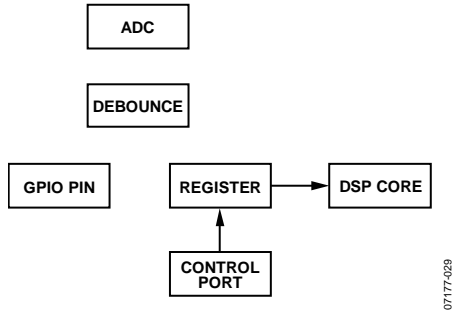 ADC
DEBOUNCE
GPIO PIN
REGISTER
DSP CORE
CONTROL
PORT
07177-029